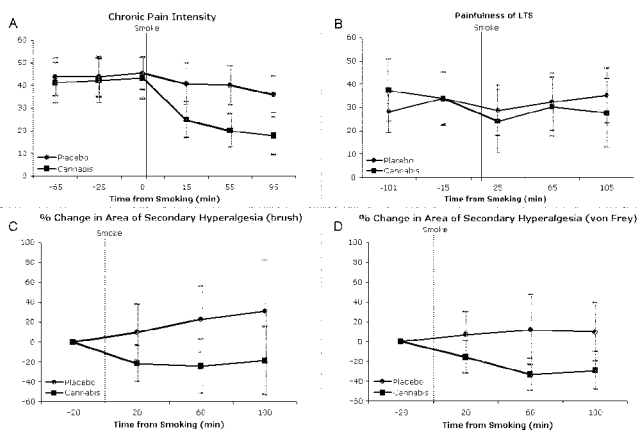 A
Chronic Pain Intensity
Smoke
60
50
40
30
20
10
0
Placebo
Cannabis
-65
-25
0
15
55
95
Time from Smoking (min)
B
Painfulness of LTS
Smoke
60
50
40
30
20
10
0
Placebo
Cannabis
-101
-15
25
65
105
Time from Smoking (min)
C
% Change in Area of Secondary Hyperalgesia (brush)
Smoke
100
80
60
40
20
0
-20
-40
-60
Placebo
Cannabis
-20
20
60
100
Time from Smoking (min)
D
% Change in Area of Secondary Hyperalgesia (von Frey)
Smoke
100
80
60
40
20
0
-20
-40
-60
Placebo
Cannabis
20
60
100
Time from Smoking (min)